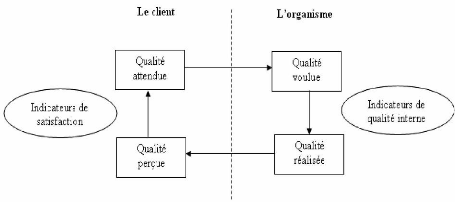 Le client
L'organisme
Qualité
attendue
Qualité
voulue
Indicateurs de
satisfaction
Indicateurs de
qualité interne
Qualité
perçue
Qualité
réalisée